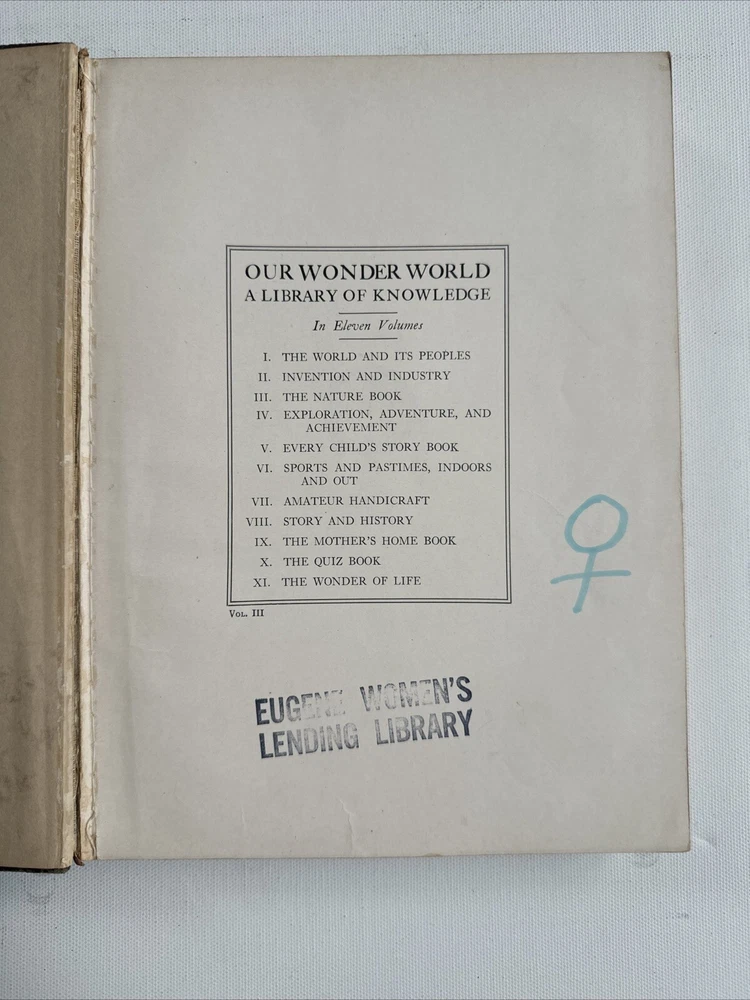 OUR WONDER WORLD
A LIBRARY OF KNOWLEDGE
In Eleven Volumes
I. THE WORLD AND ITS PEOPLES
II. INVENTION AND INDUSTRY
III. THE NATURE BOOK
IV. EXPLORATION, ADVENTURE, AND
ACHIEVEMENT
V. EVERY CHILD'S STORY BOOK
VI. SPORTS AND PASTIMES, INDOORS
AND OUT
VII. AMATEUR HANDICRAFT
VIII. STORY AND HISTORY
IX. THE MOTHER'S HOME BOOK
X. THE QUIZ BOOK
XI. THE WONDER OF LIFE
VOL. III
EUGENE WOMEN'S
LENDING LIBRARY